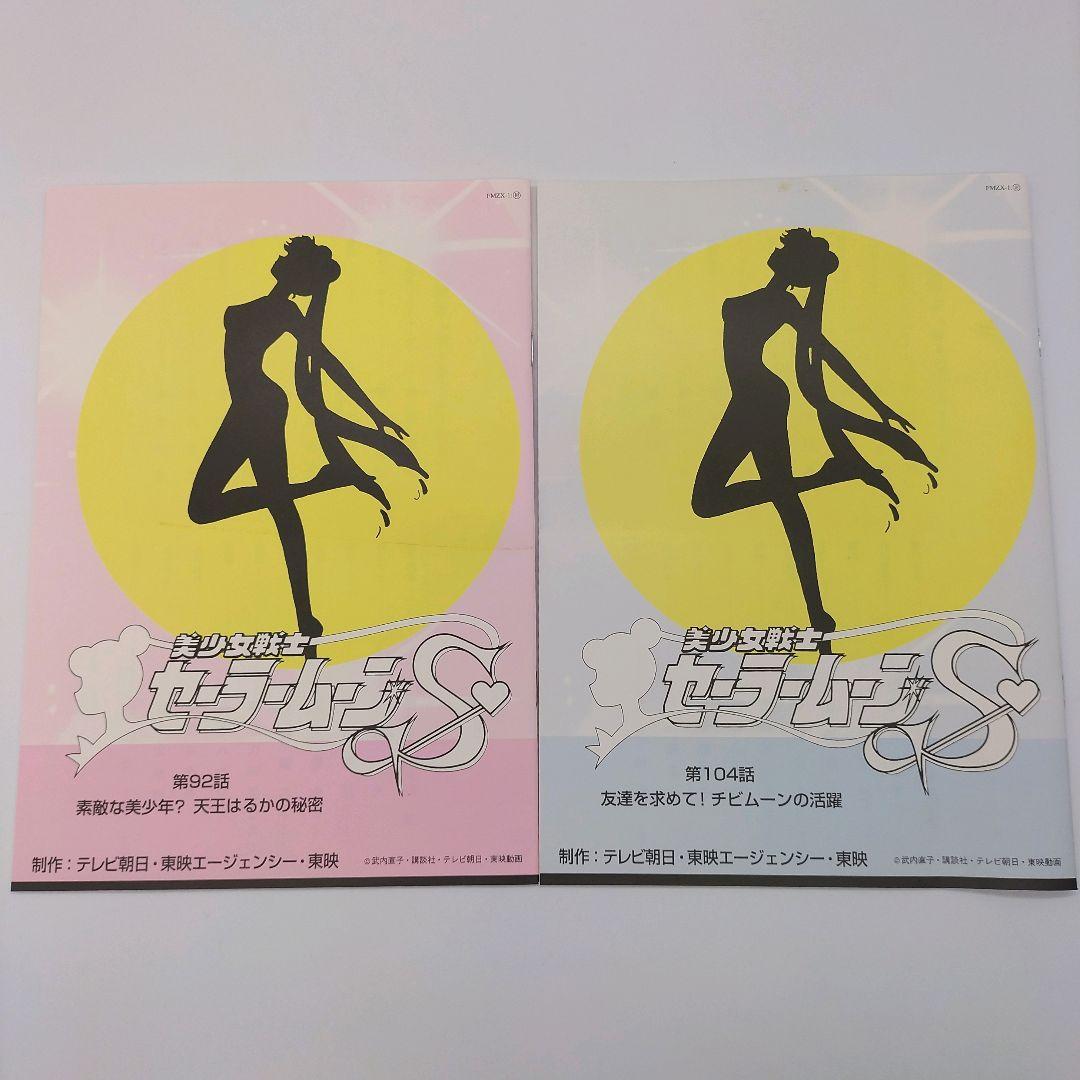 FMZX-1:
美少女戦士
セーラームーンS
第92話
素敵な美少年? 天王はるかの秘密
制作:テレビ朝日・東映エージェンシー・東映
©武内直子・講談社・テレビ朝日・東映動画
FMZX-1:
美少女戦士
セーラームーンS
第104話
友達を求めて! チビムーンの活躍
制作:テレビ朝日・東映エージェンシー・東映
©武内直子・講談社・テレビ朝日・東映動画